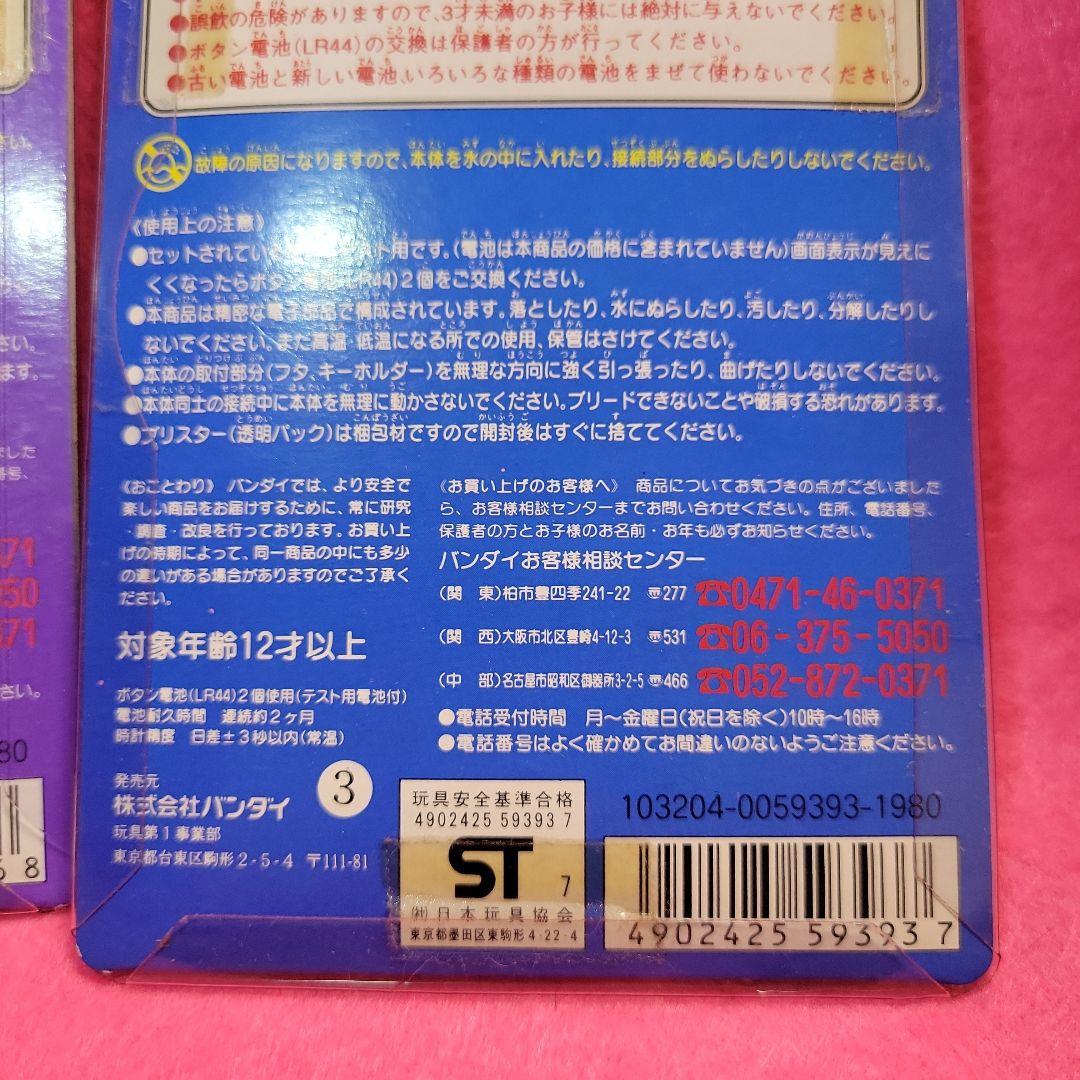 ●誤飲の危険がありますので、3才未満のお子様には絶対に与えないでください。
●ボタン電池(LR44)の交換は保護者の方が行ってください。
●古い電池と新しい電池、いろいろな種類の電池をまぜて使わないでください。
故障の原因になりますので、本体を水の中に入れたり、接続部分をぬらしたりしないでください。
《使用上の注意》
●セットされてい ト用です。(電池は本商品の価格に含まれていません)画面表示が見えに
くくなったらボタ LR44)2個をご交換ください。
●本商品は精密な電子部品で構成されています。落としたり、水にぬらしたり、汚したり、分解したりし
ないでください。また高温・低温になる所での使用、保管はさけてください。
●本体の取付部分(フタ、キーホルダー)を無理な方向に強く引っ張ったり、曲げたりしないでください。
●本体同士の接続中に本体を無理に動かさないでください。ブリードできないことや破損する恐れがあります。
●ブリスター(透明パック)は梱包材ですので開封後はすぐに捨ててください。
《おことわり》 バンダイでは、より安全で
楽しい商品をお届けするために、常に研究
・調査・改良を行っております。お買い上
げの時期によって、同一商品の中にも多少
の違いがある場合がありますのでご了承く
ださい。
対象年齢12才以上
ボタン電池(LR44)2個使用(テスト用電池付)
電池耐久時間 連続約2ヶ月
時計精度 日差±3秒以内(常温)
発売元
株式会社バンダイ
玩具第1事業部
東京都台東区駒形2-5-4 〒111-81
③
《お買い上げのお客様へ》 商品についてお気づきの点がございました
ら、お客様相談センターまでお問い合わせください。住所、電話番号、
保護者の方とお子様のお名前・お年も必ずお知らせください。
バンダイお客様相談センター
(関 東)柏市豊四季241-22 〒277 ☎0471-46-0371
(関 西)大阪市北区豊崎4-12-3 〒531 ☎06-375-5050
(中 部)名古屋市昭和区御器所3-2-5 〒466 ☎052-872-0371
●電話受付時間 月～金曜日(祝日を除く)10時～16時
●電話番号はよく確かめてお間違いのないようご注意ください。
玩具安全基準合格
4902425 59393 7
ST 7
㈳日本玩具協会
東京都墨田区東駒形4-22-4
103204-0059393-1980
4902425 593937